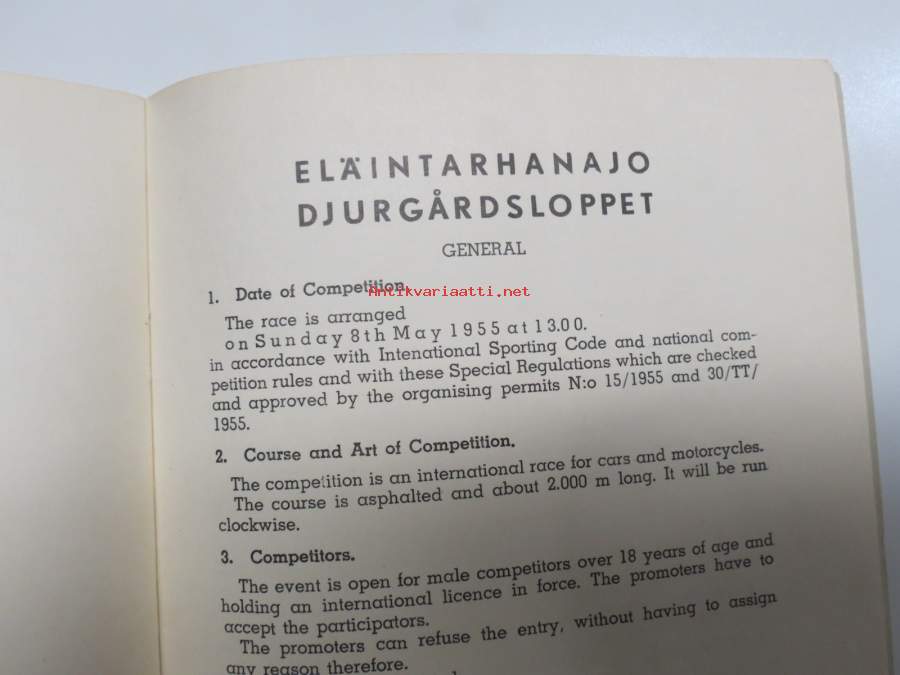 ELÄINTARHANAJO
DJURGÅRDSLOPPET
GENERAL
1. Date of Competition.
Antikvariaatti.net
The race is arranged
on Sunday 8th May 1955 at 13.00.
in accordance with Intenational Sporting Code and national com-
petition rules and with these Special Regulations which are checked
and approved by the organising permits N:o 15/1955 and 30/TT/
1955.
2. Course and Art of Competition.
The competition is an international race for cars and motorcycles.
The course is asphalted and about 2.000 m long. It will be run
clockwise.
3. Competitors.
The event is open for male competitors over 18 years of age and
holding an international licence in force. The promoters have to
accept the participators.
The promoters can refuse the entry, without having to assign
any reason therefore.